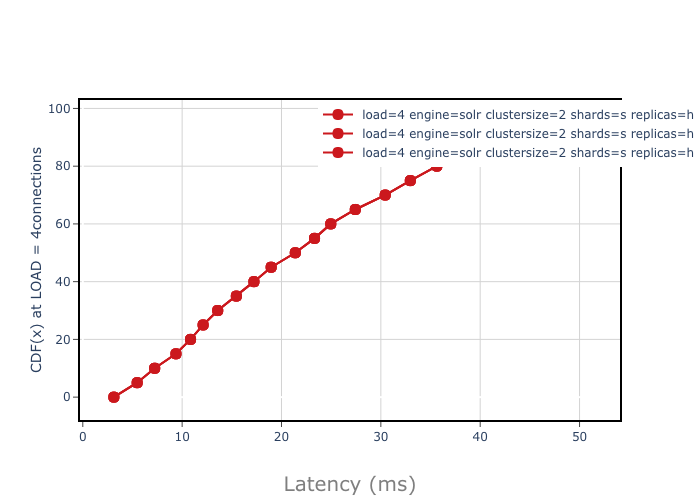 load=4 engine=solr clustersize=2 shards=s replicas=h
load=4 engine=solr clustersize=2 shards=s replicas=h
load=4 engine=solr clustersize=2 shards=s replicas=h
CDF(x) at LOAD = 4connections
100
80
60
40
20
0
0 10 20 30 40 50
Latency (ms)